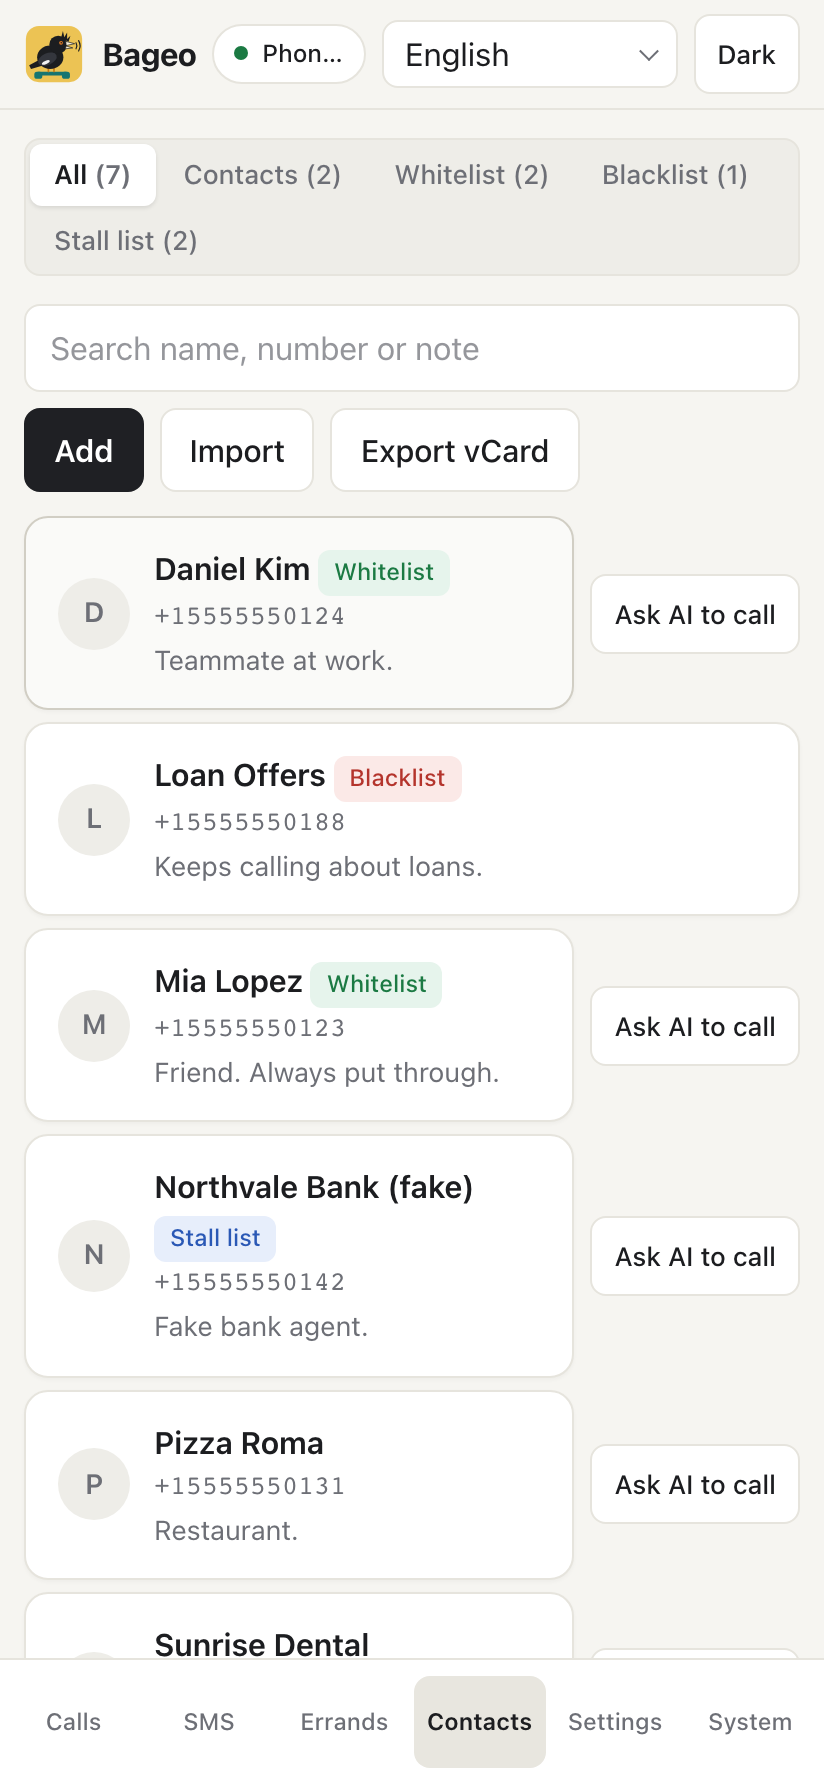 Bageo
Phon...
English
Dark
All (7)
Contacts (2)
Whitelist (2)
Blacklist (1)
Stall list (2)
Search name, number or note
Add
Import
Export vCard
D
Daniel Kim
Whitelist
+15555550124
Teammate at work.
Ask AI to call
L
Loan Offers
Blacklist
+15555550188
Keeps calling about loans.
M
Mia Lopez
Whitelist
+15555550123
Friend. Always put through.
Ask AI to call
N
Northvale Bank (fake)
Stall list
+15555550142
Fake bank agent.
Ask AI to call
P
Pizza Roma
+15555550131
Restaurant.
Ask AI to call
Sunrise Dental
Calls
SMS
Errands
Contacts
Settings
System